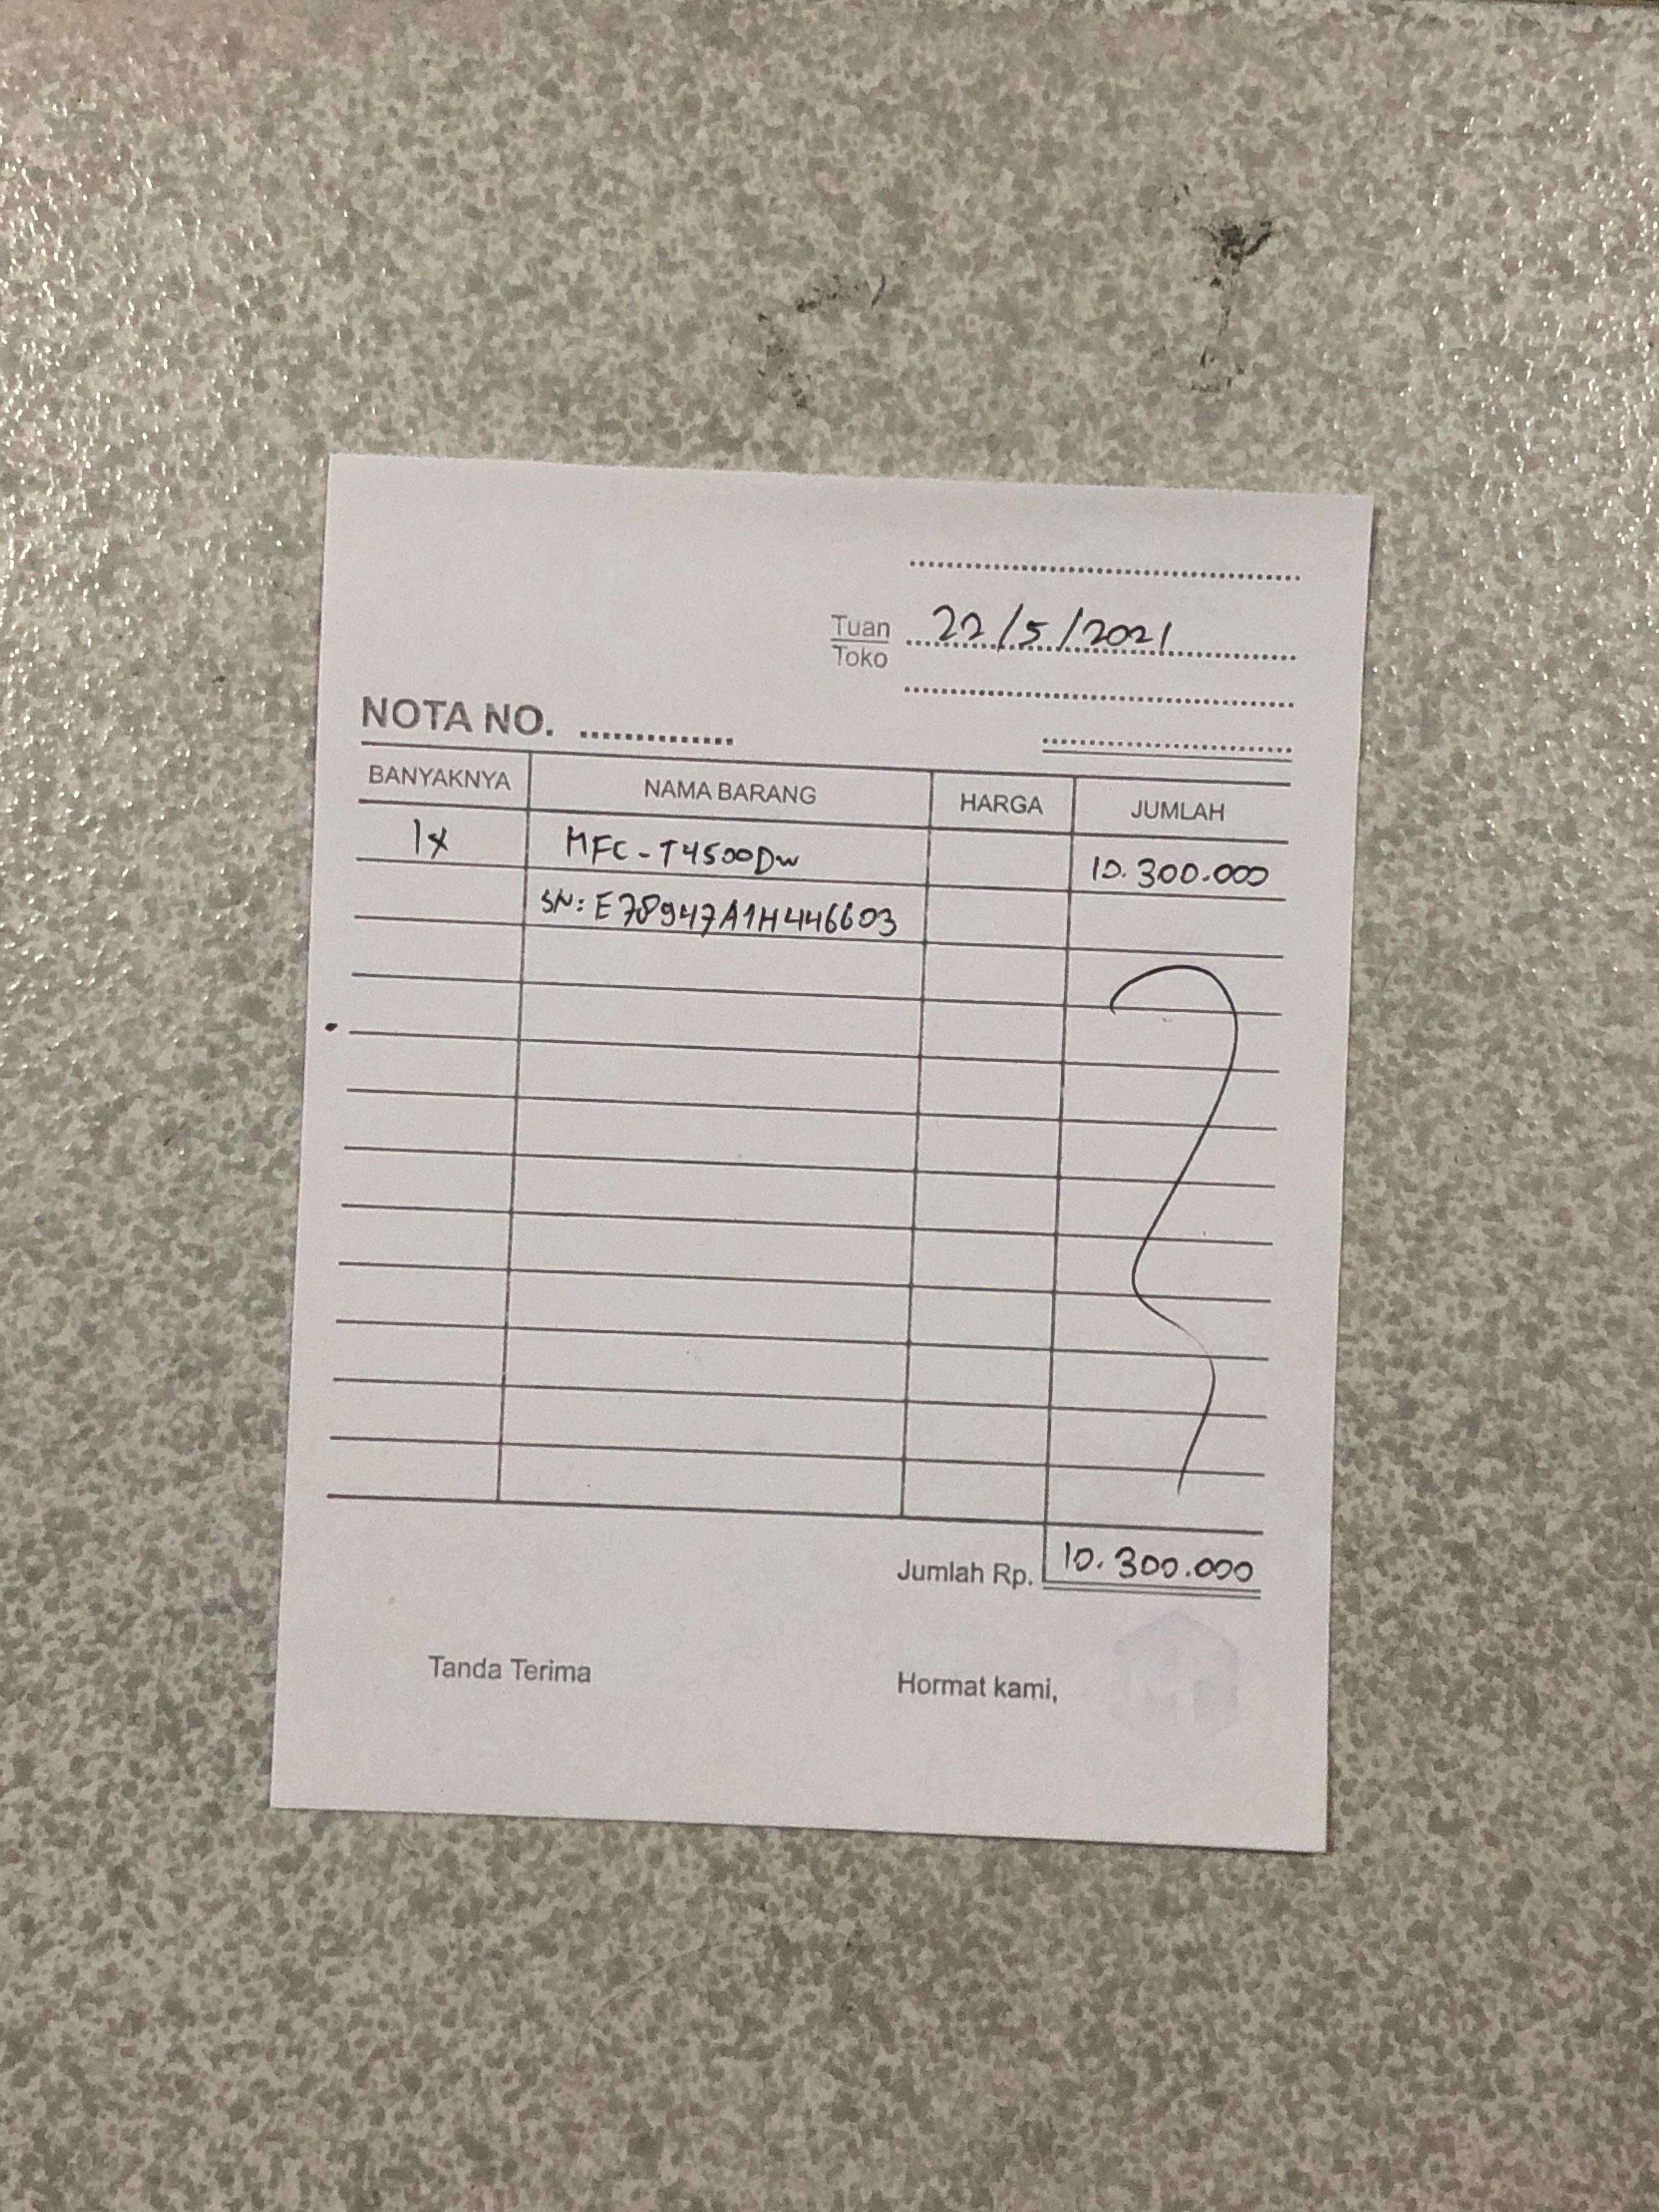 Tuan 22/5/2021
Toko
NOTA NO. ..............
BANYAKNYA NAMA BARANG HARGA JUMLAH
1x MFC-T4500DW 10.300.000
SN: E78947A1H446603
Jumlah Rp. 10.300.000
Tanda Terima Hormat kami,